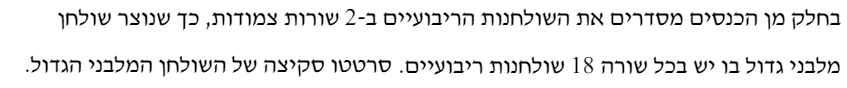 בחלק מן הכנסים מסדרים את השולחנות הריבועיים ב-2 שורות צמודות, כך שנוצר שולחן
מלבני גדול בו יש בכל שורה 18 שולחנות ריבועיים. סרטטו סקיצה של השולחן המלבני הגדול.